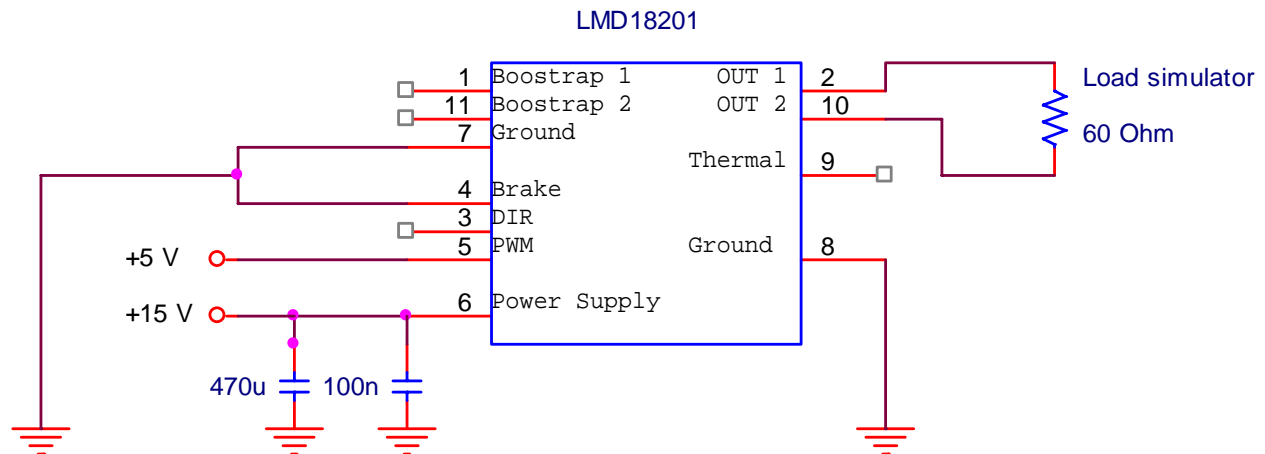 LMD18201
1 Boostrap 1 OUT 1 2
11 Boostrap 2 OUT 2 10
7 Ground
Load simulator
60 Ohm
Thermal 9
4 Brake
3 DIR
+5 V 5 PWM Ground 8
+15 V 6 Power Supply
470u 100n